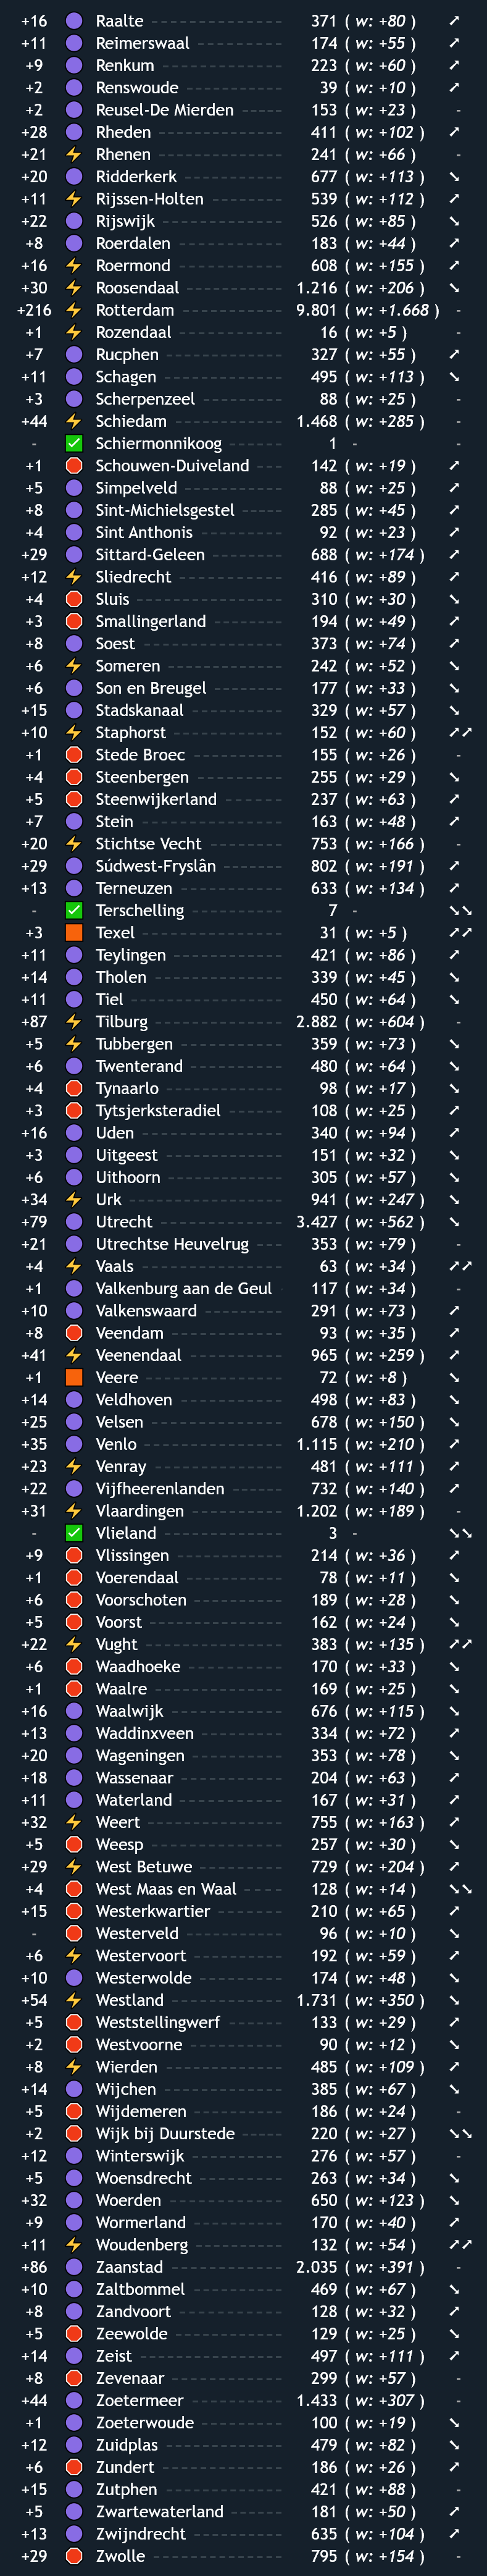 +16 Raalte 371 ( w: +80 ) ➚
+11 Reimerswaal 174 ( w: +55 ) ➚
+9 Renkum 223 ( w: +60 ) ➚
+2 Renswoude 39 ( w: +10 ) ➚
+2 Reusel-De Mierden 153 ( w: +23 ) -
+28 Rheden 411 ( w: +102 ) ➚
+21 Rhenen 241 ( w: +66 ) -
+20 Ridderkerk 677 ( w: +113 ) ➘
+11 Rijssen-Holten 539 ( w: +112 ) ➚
+22 Rijswijk 526 ( w: +85 ) ➘
+8 Roerdalen 183 ( w: +44 ) ➚
+16 Roermond 608 ( w: +155 ) ➚
+30 Roosendaal 1.216 ( w: +206 ) ➘
+216 Rotterdam 9.801 ( w: +1.668 ) -
+1 Rozendaal 16 ( w: +5 ) -
+7 Rucphen 327 ( w: +55 ) ➚
+11 Schagen 495 ( w: +113 ) ➘
+3 Scherpenzeel 88 ( w: +25 ) -
+44 Schiedam 1.468 ( w: +285 ) -
- Schiermonnikoog 1 - -
+1 Schouwen-Duiveland 142 ( w: +19 ) ➚
+5 Simpelveld 88 ( w: +25 ) ➚
+8 Sint-Michielsgestel 285 ( w: +45 ) ➚
+4 Sint Anthonis 92 ( w: +23 ) ➚
+29 Sittard-Geleen 688 ( w: +174 ) ➚
+12 Sliedrecht 416 ( w: +89 ) ➚
+4 Sluis 310 ( w: +30 ) ➘
+3 Smallingerland 194 ( w: +49 ) ➚
+8 Soest 373 ( w: +74 ) ➚
+6 Someren 242 ( w: +52 ) ➘
+6 Son en Breugel 177 ( w: +33 ) ➘
+15 Stadskanaal 329 ( w: +57 ) ➘
+10 Staphorst 152 ( w: +60 ) ➚➚
+1 Stede Broec 155 ( w: +26 ) -
+4 Steenbergen 255 ( w: +29 ) ➘
+5 Steenwijkerland 237 ( w: +63 ) ➚
+7 Stein 163 ( w: +48 ) ➚
+20 Stichtse Vecht 753 ( w: +166 ) -
+29 Súdwest-Fryslân 802 ( w: +191 ) ➚
+13 Terneuzen 633 ( w: +134 ) ➚
- Terschelling 7 - ➘➘
+3 Texel 31 ( w: +5 ) ➚➚
+11 Teylingen 421 ( w: +86 ) ➚
+14 Tholen 339 ( w: +45 ) ➘
+11 Tiel 450 ( w: +64 ) ➘
+87 Tilburg 2.882 ( w: +604 ) -
+5 Tubbergen 359 ( w: +73 ) ➘
+6 Twenterand 480 ( w: +64 ) ➘
+4 Tynaarlo 98 ( w: +17 ) ➘
+3 Tytsjerksteradiel 108 ( w: +25 ) ➚
+16 Uden 340 ( w: +94 ) ➚
+3 Uitgeest 151 ( w: +32 ) ➘
+6 Uithoorn 305 ( w: +57 ) ➘
+34 Urk 941 ( w: +247 ) ➘
+79 Utrecht 3.427 ( w: +562 ) ➘
+21 Utrechtse Heuvelrug 353 ( w: +79 ) -
+4 Vaals 63 ( w: +34 ) ➚➚
+1 Valkenburg aan de Geul 117 ( w: +34 ) -
+10 Valkenswaard 291 ( w: +73 ) ➚
+8 Veendam 93 ( w: +35 ) ➚
+41 Veenendaal 965 ( w: +259 ) ➚
+1 Veere 72 ( w: +8 ) ➘
+14 Veldhoven 498 ( w: +83 ) ➘
+25 Velsen 678 ( w: +150 ) ➘
+35 Venlo 1.115 ( w: +210 ) ➚
+23 Venray 481 ( w: +111 ) ➚
+22 Vijfheerenlanden 732 ( w: +140 ) ➚
+31 Vlaardingen 1.202 ( w: +189 ) -
- Vlieland 3 - ➘➘
+9 Vlissingen 214 ( w: +36 ) ➚
+1 Voerendaal 78 ( w: +11 ) ➘
+6 Voorschoten 189 ( w: +28 ) ➘
+5 Voorst 162 ( w: +24 ) ➘
+22 Vught 383 ( w: +135 ) ➚➚
+6 Waadhoeke 170 ( w: +33 ) ➘
+1 Waalre 169 ( w: +25 ) ➘
+16 Waalwijk 676 ( w: +115 ) ➘
+13 Waddinxveen 334 ( w: +72 ) ➚
+20 Wageningen 353 ( w: +78 ) ➘
+18 Wassenaar 204 ( w: +63 ) ➚
+11 Waterland 167 ( w: +31 ) ➚
+32 Weert 755 ( w: +163 ) ➚
+5 Weesp 257 ( w: +30 ) ➘
+29 West Betuwe 729 ( w: +204 ) ➚
+4 West Maas en Waal 128 ( w: +14 ) ➘➘
+15 Westerkwartier 210 ( w: +65 ) ➚
- Westerveld 96 ( w: +10 ) ➘
+6 Westervoort 192 ( w: +59 ) ➚
+10 Westerwolde 174 ( w: +48 ) ➘
+54 Westland 1.731 ( w: +350 ) ➘
+5 Weststellingwerf 133 ( w: +29 ) ➚
+2 Westvoorne 90 ( w: +12 ) ➘
+8 Wierden 485 ( w: +109 ) ➚
+14 Wijchen 385 ( w: +67 ) ➘
+5 Wijdemeren 186 ( w: +24 ) -
+2 Wijk bij Duurstede 220 ( w: +27 ) ➘➘
+12 Winterswijk 276 ( w: +57 ) -
+5 Woensdrecht 263 ( w: +34 ) ➘
+32 Woerden 650 ( w: +123 ) ➘
+9 Wormerland 170 ( w: +40 ) ➚
+11 Woudenberg 132 ( w: +54 ) ➚➚
+86 Zaanstad 2.035 ( w: +391 ) -
+10 Zaltbommel 469 ( w: +67 ) ➘
+8 Zandvoort 128 ( w: +32 ) ➚
+5 Zeewolde 129 ( w: +25 ) ➘
+14 Zeist 497 ( w: +111 ) ➚
+8 Zevenaar 299 ( w: +57 ) -
+44 Zoetermeer 1.433 ( w: +307 ) -
+1 Zoeterwoude 100 ( w: +19 ) ➘
+12 Zuidplas 479 ( w: +82 ) ➘
+6 Zundert 186 ( w: +26 ) ➚
+15 Zutphen 421 ( w: +88 ) -
+5 Zwartewaterland 181 ( w: +50 ) ➚
+13 Zwijndrecht 635 ( w: +104 ) ➚
+29 Zwolle 795 ( w: +154 ) -